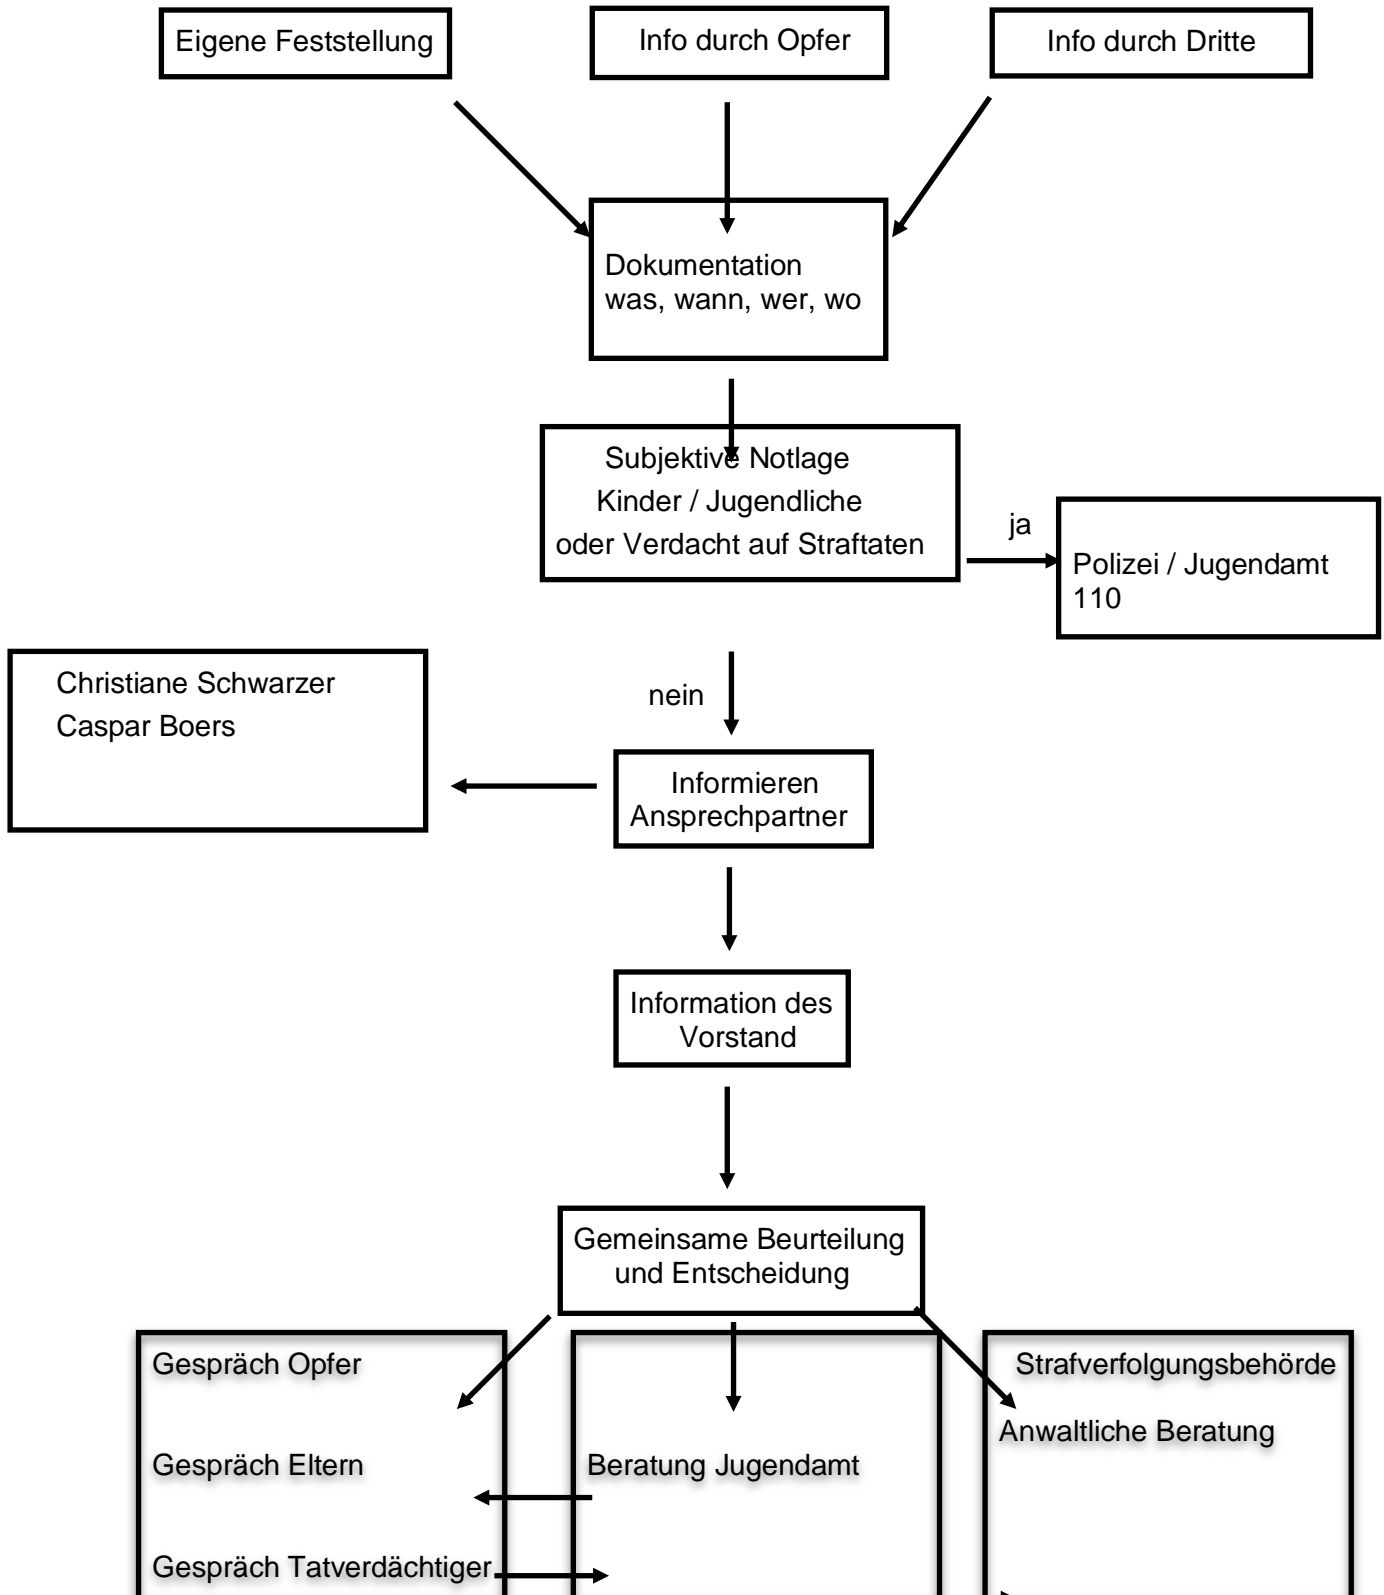 Eigene Feststellung
Info durch Opfer
Info durch Dritte
Dokumentation
was, wann, wer, wo
Subjektive Notlage
Kinder / Jugendliche
oder Verdacht auf Straftaten
ja
Polizei / Jugendamt
110
Christiane Schwarzer
Caspar Boers
nein
Informieren
Ansprechpartner
Information des
Vorstand
Gemeinsame Beurteilung
und Entscheidung
Gespräch Opfer
Gespräch Eltern
Gespräch Tatverdächtiger
Beratung Jugendamt
Strafverfolgungsbehörde
Anwaltliche Beratung